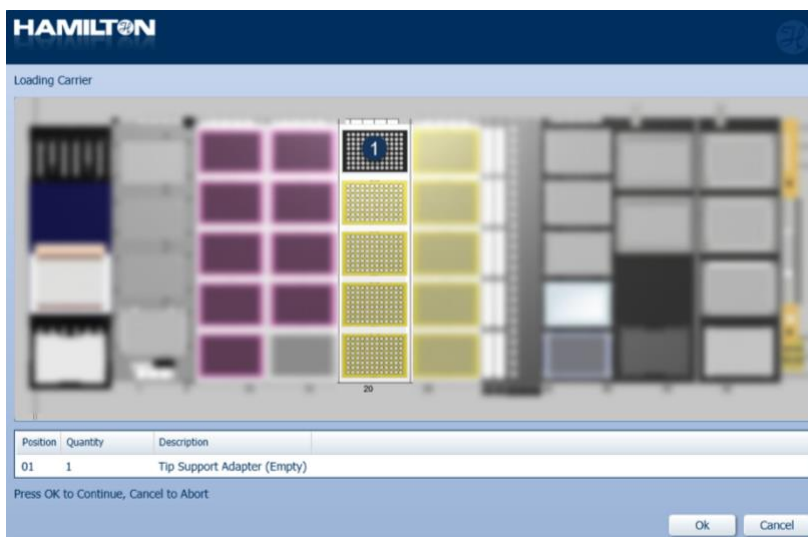 HAMILTON
Loading Carrier
1
20
Position Quantity Description
01 1 Tip Support Adapter (Empty)
Press OK to Continue, Cancel to Abort
Ok Cancel